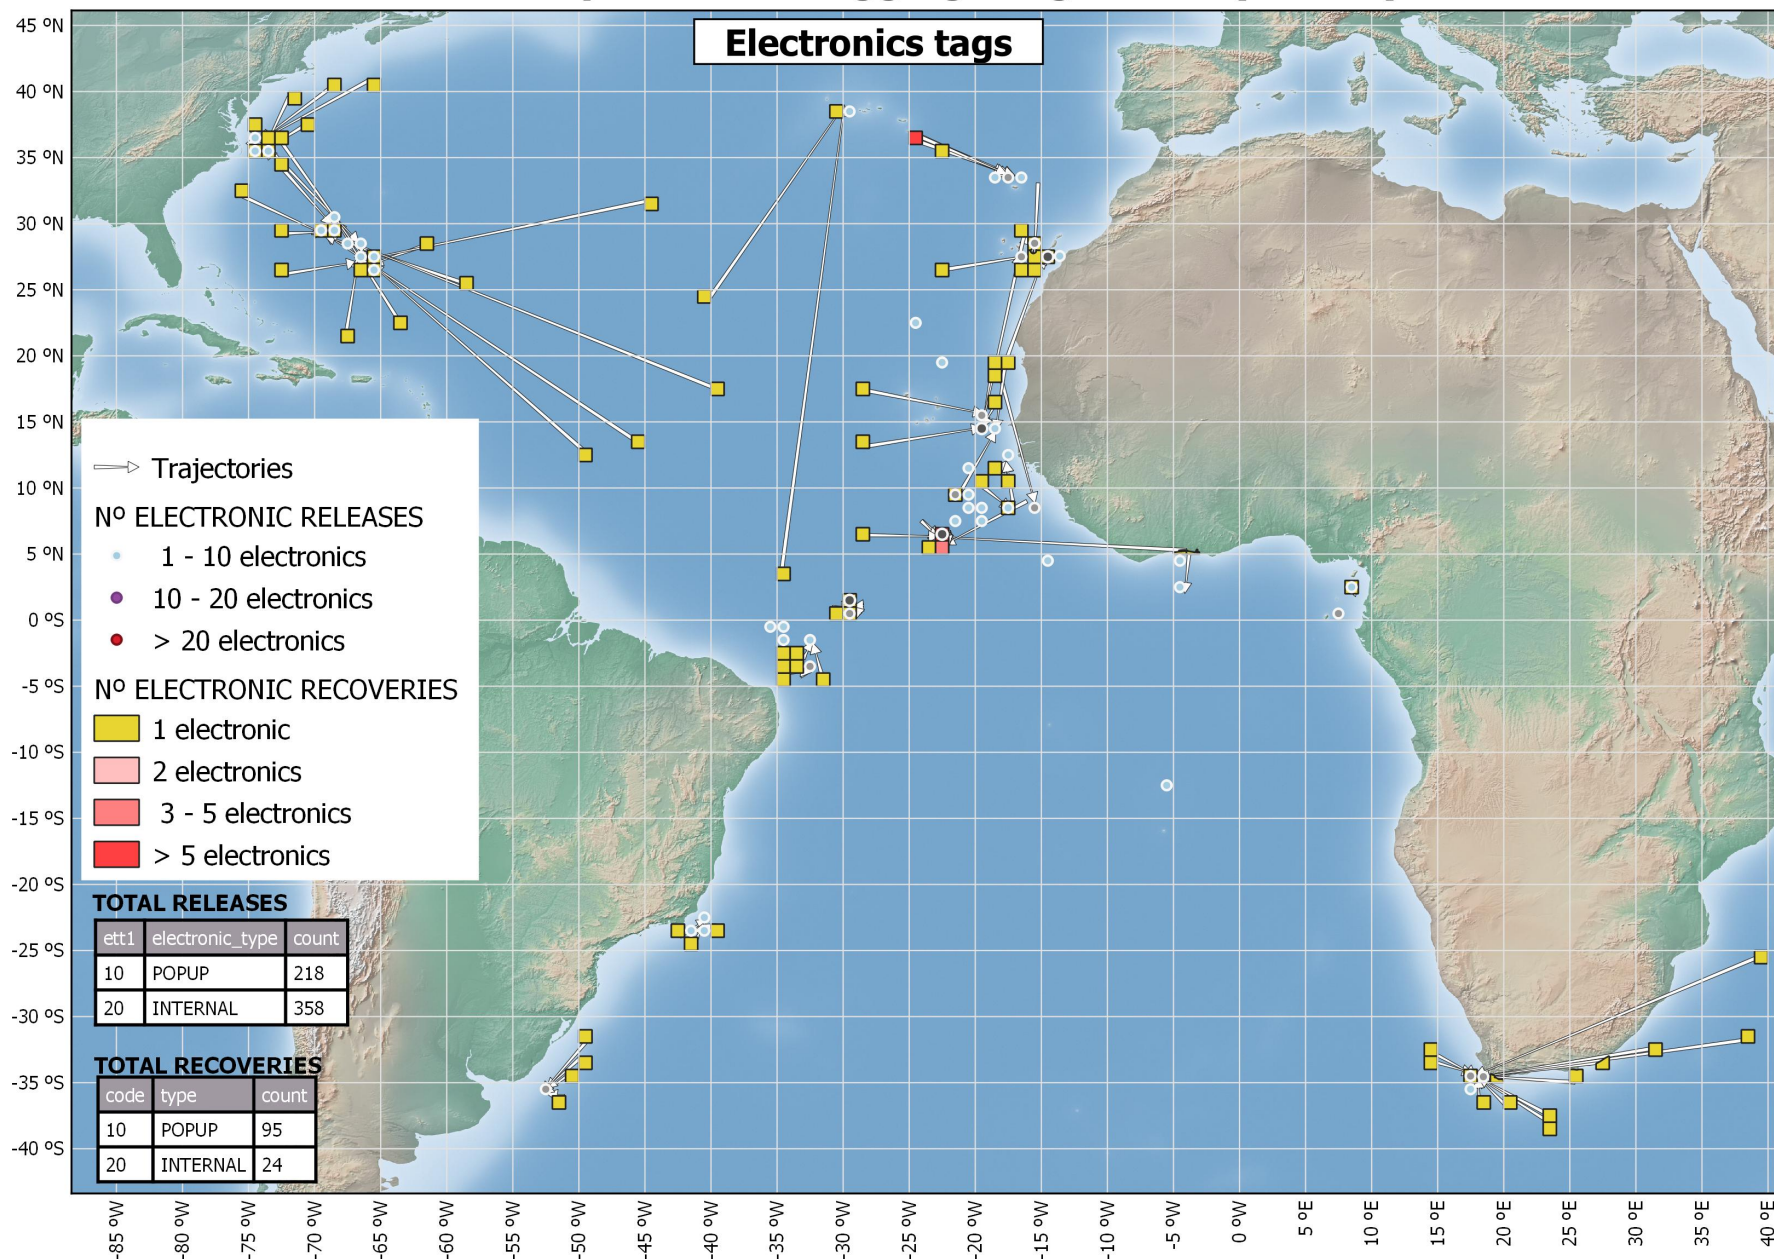 Electronics tags
45 ºN
40 ºN
35 ºN
30 ºN
25 ºN
20 ºN
15 ºN
10 ºN
5 ºN
0 ºS
-5 ºS
-10 ºS
-15 ºS
-20 ºS
-25 ºS
-30 ºS
-35 ºS
-40 ºS
Trajectories
Nº ELECTRONIC RELEASES
1 - 10 electronics
10 - 20 electronics
> 20 electronics
Nº ELECTRONIC RECOVERIES
1 electronic
2 electronics
3 - 5 electronics
> 5 electronics
TOTAL RELEASES
ett1 electronic_type count
10 POPUP 218
20 INTERNAL 358
TOTAL RECOVERIES
code type count
10 POPUP 95
20 INTERNAL 24
-85 ºW
-80 ºW
-75 ºW
-70 ºW
-65 ºW
-60 ºW
-55 ºW
-50 ºW
-45 ºW
-40 ºW
-35 ºW
-30 ºW
-25 ºW
-20 ºW
-15 ºW
-10 ºW
-5 ºW
0 ºW
5 ºE
10 ºE
15 ºE
20 ºE
25 ºE
30 ºE
35 ºE
40 ºE